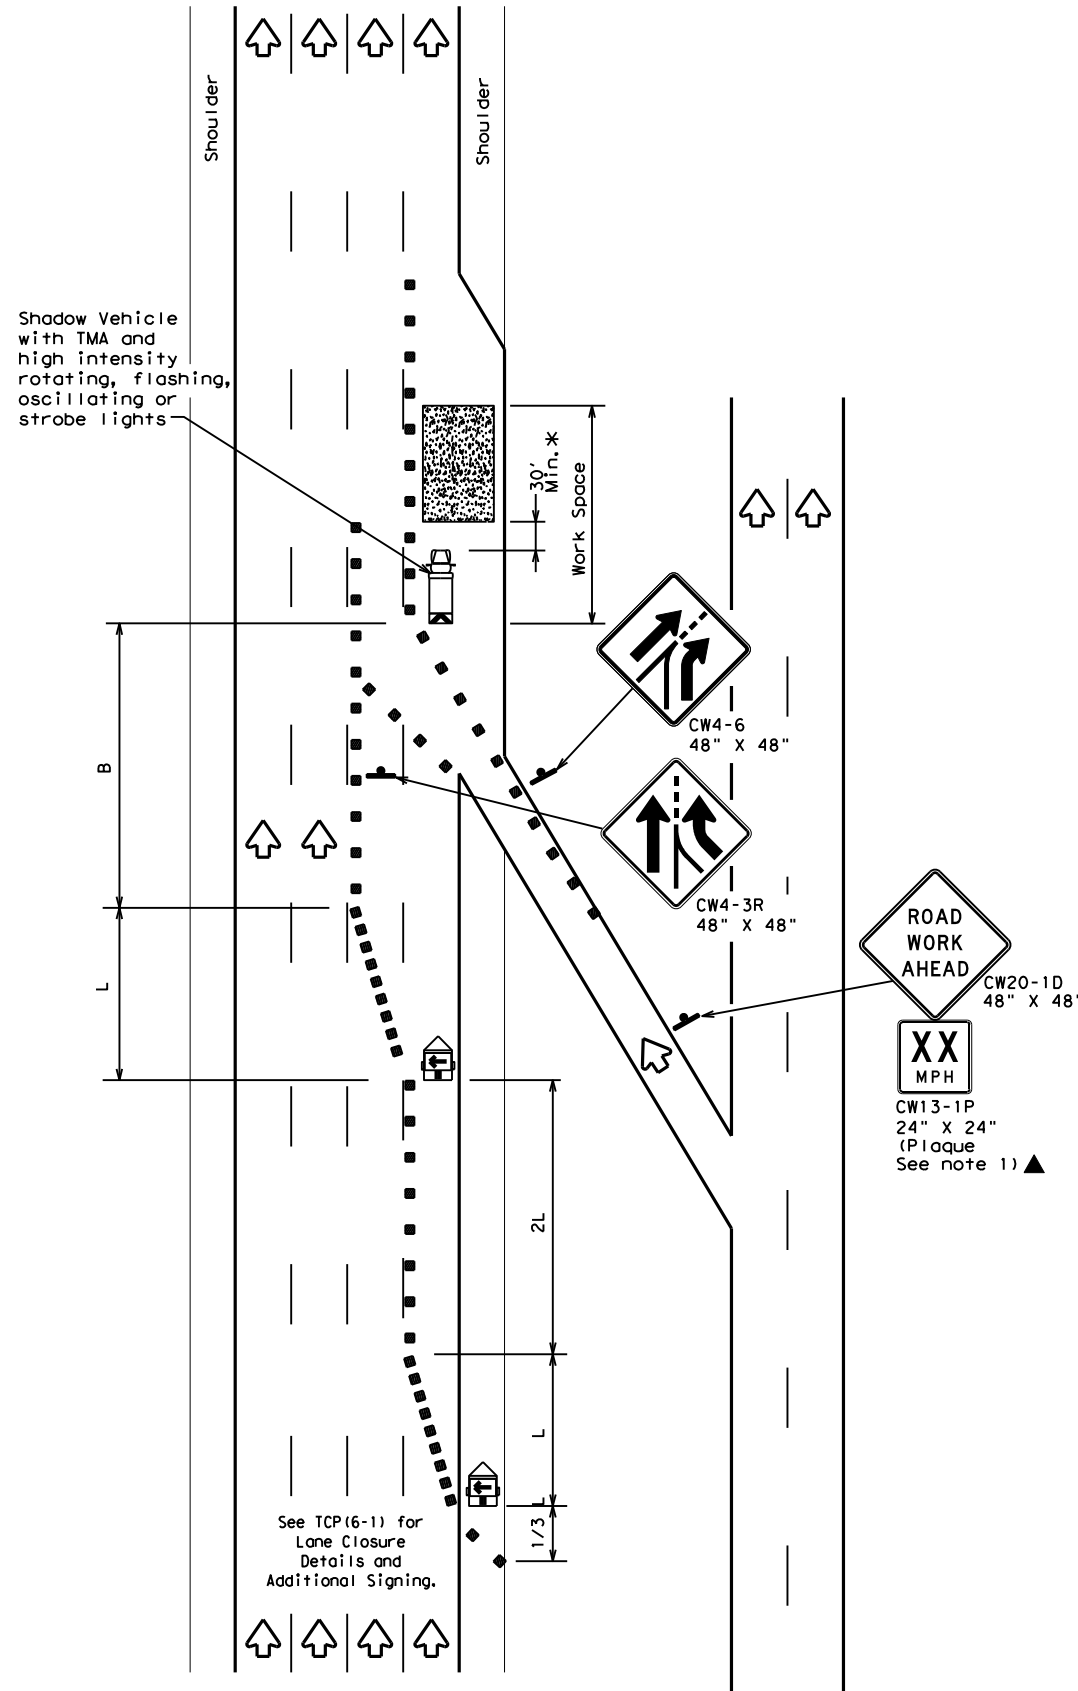 Shoulder
Shoulder
Shadow Vehicle
with TMA and
high intensity
rotating, flashing,
oscillating or
strobe lights
30'
Min.*
Work Space
CW4-6
48" X 48"
B
CW4-3R
48" X 48"
ROAD
WORK
AHEAD
CW20-1D
48" X 48"
L
XX
MPH
CW13-1P
24" X 24"
(Plaque
See note 1)
2L
L
1/3 L
See TCP(6-1) for
Lane Closure
Details and
Additional Signing.